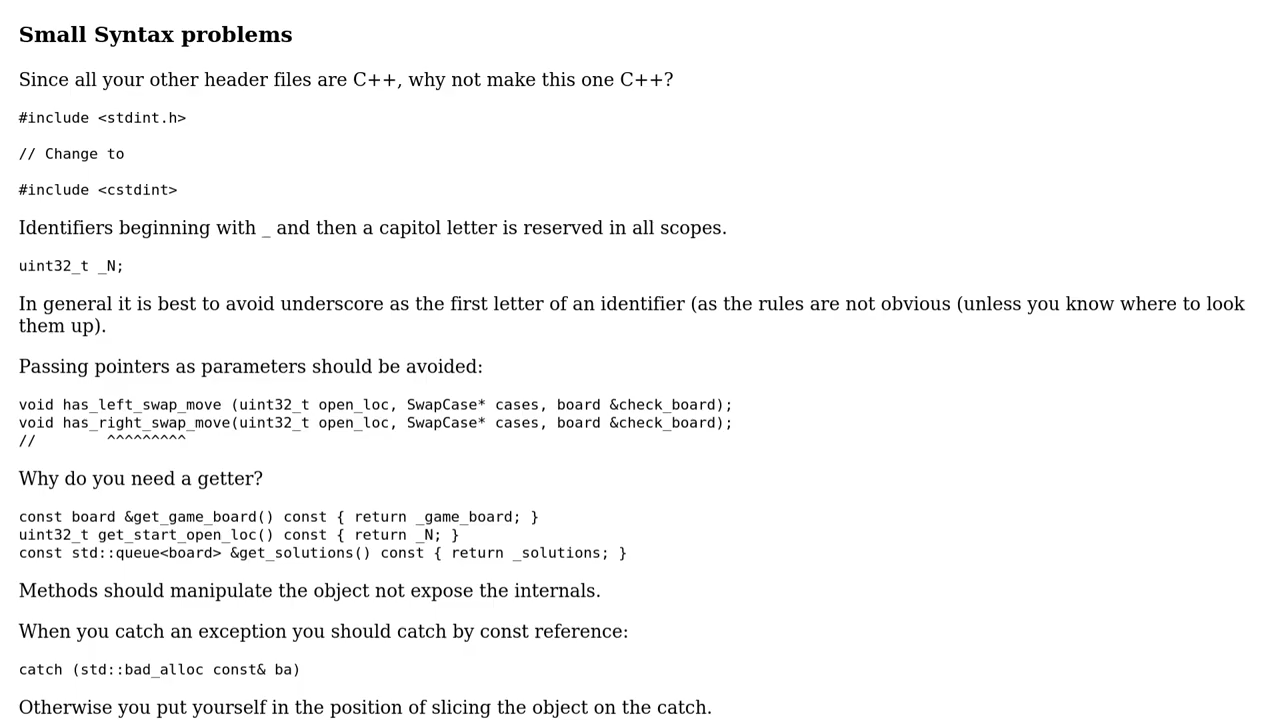 Small Syntax problems
Since all your other header files are C++, why not make this one C++?
#include <stdint.h>
// Change to
#include <cstdint>
Identifiers beginning with _ and then a capitol letter is reserved in all scopes.
uint32_t _N;
In general it is best to avoid underscore as the first letter of an identifier (as the rules are not obvious (unless you know where to look
them up).
Passing pointers as parameters should be avoided:
void has_left_swap_move (uint32_t open_loc, SwapCase* cases, board &check_board);
void has_right_swap_move(uint32_t open_loc, SwapCase* cases, board &check_board);
//        ^^^^^^^^^
Why do you need a getter?
const board &get_game_board() const { return _game_board; }
uint32_t get_start_open_loc() const { return _N; }
const std::queue<board> &get_solutions() const { return _solutions; }
Methods should manipulate the object not expose the internals.
When you catch an exception you should catch by const reference:
catch (std::bad_alloc const& ba)
Otherwise you put yourself in the position of slicing the object on the catch.